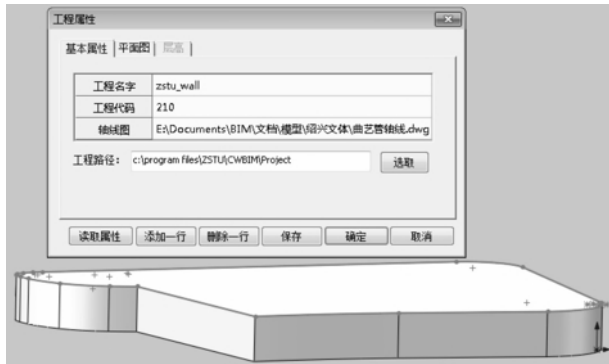 工程属性
基本属性 平面图 层高
工程名字 zstu_wall
工程代码 210
轴线图 E:\Documents\BIM\文档\模型\绍兴文体\曲艺营轴线.dwg
工程路径： c:\program files\ZSTU\CWBIM\Project 选取
读取属性 添加一行 删除一行 保存 确定 取消